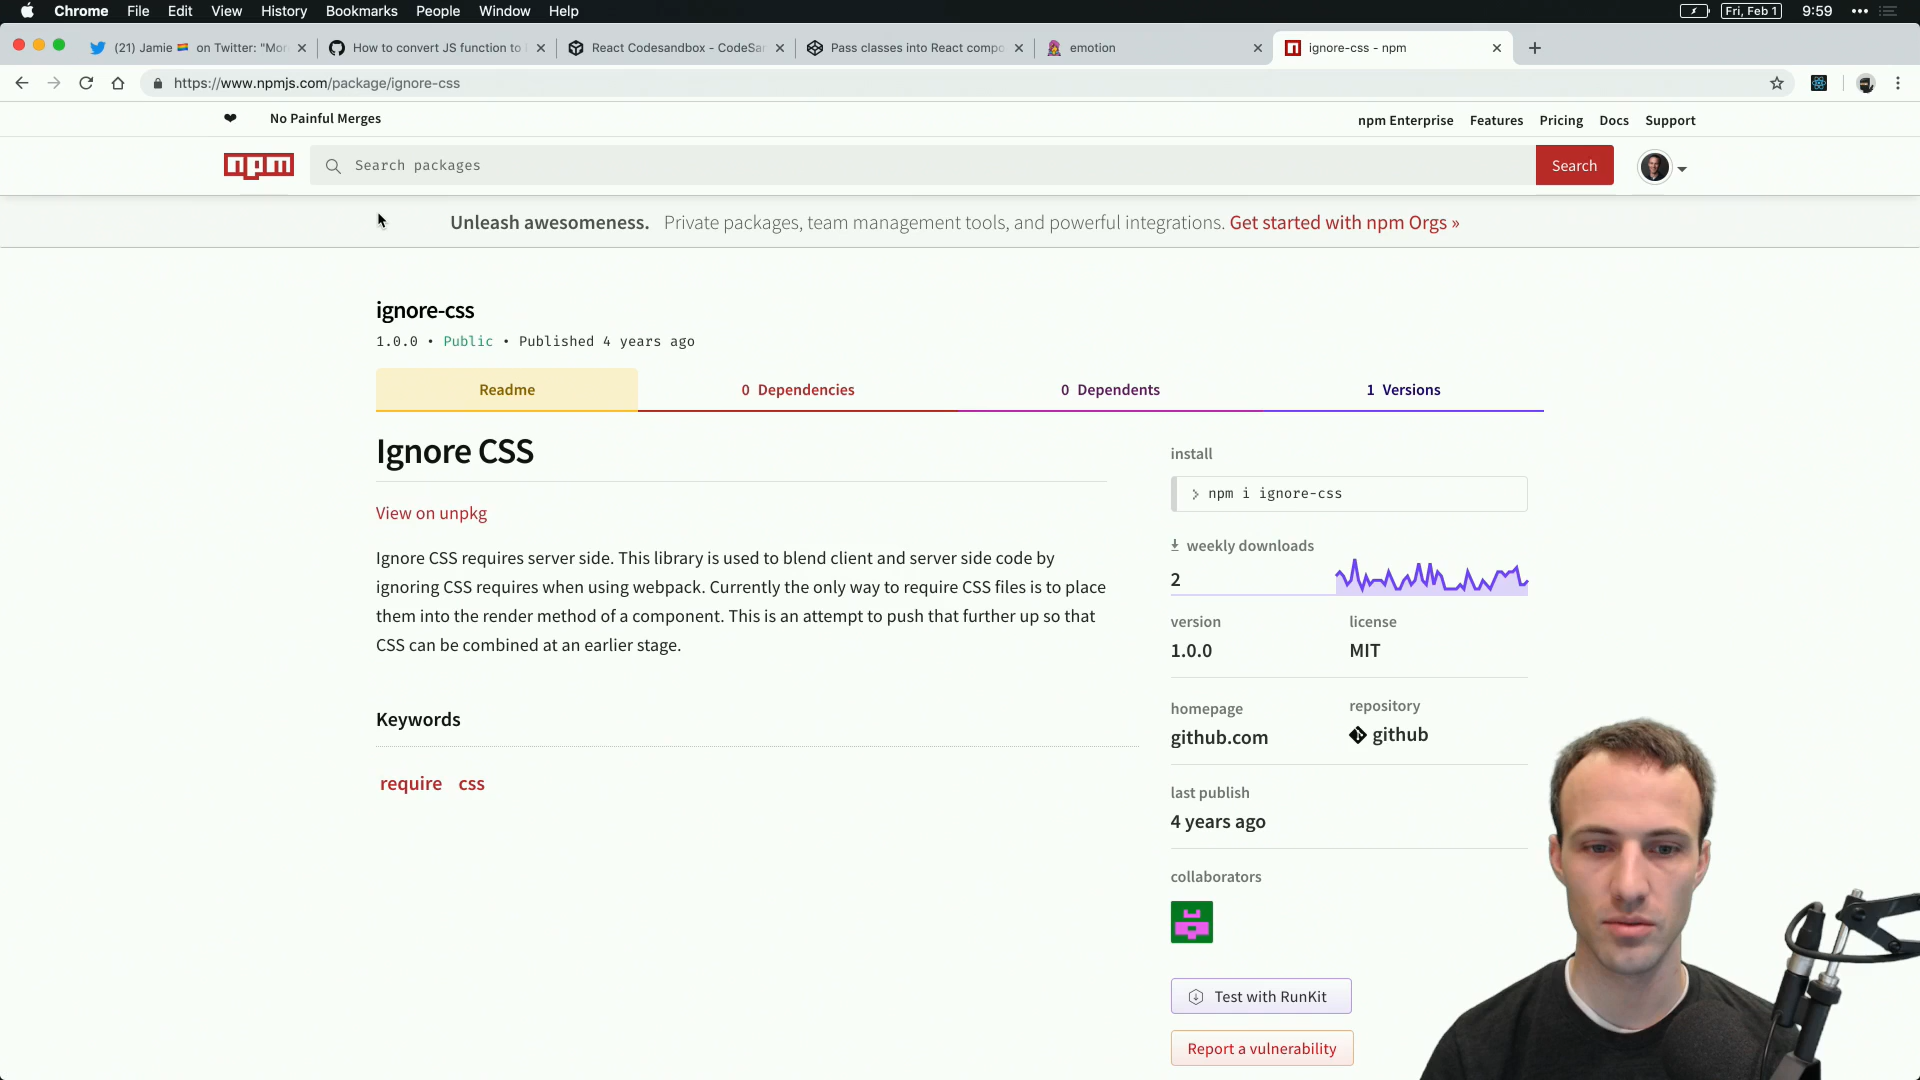 Chrome File Edit View History Bookmarks People Window Help Fri, Feb 1 9:59
(21) Jamie on Twitter: "Mor
How to convert JS function to
React Codesandbox - CodeSa
Pass classes into React compo
emotion
ignore-css - npm
https://www.npmjs.com/package/ignore-css
❤ No Painful Merges
npm Enterprise Features Pricing Docs Support
npm
Search packages
Search
Unleash awesomeness. Private packages, team management tools, and powerful integrations. Get started with npm Orgs »
ignore-css
1.0.0 • Public • Published 4 years ago
Readme
0 Dependencies
0 Dependents
1 Versions
Ignore CSS
View on unpkg
Ignore CSS requires server side. This library is used to blend client and server side code by
ignoring CSS requires when using webpack. Currently the only way to require CSS files is to place
them into the render method of a component. This is an attempt to push that further up so that
CSS can be combined at an earlier stage.
Keywords
require css
install
npm i ignore-css
weekly downloads
2
version
1.0.0
license
MIT
homepage
github.com
repository
github
last publish
4 years ago
collaborators
Test with RunKit
Report a vulnerability